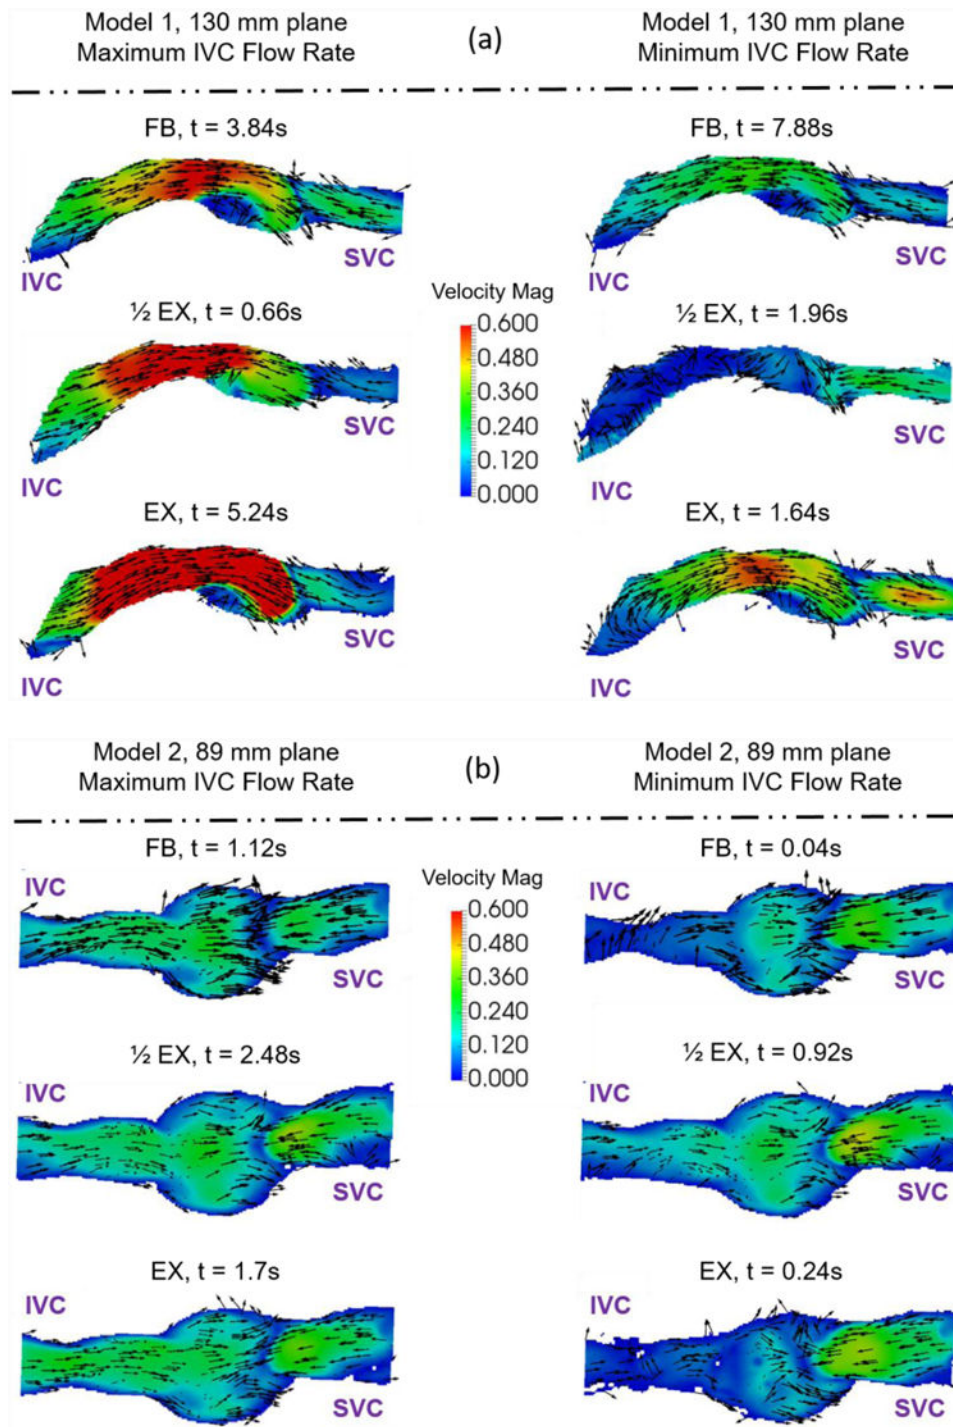 Model 1, 130 mm plane
Maximum IVC Flow Rate
(a)
Model 1, 130 mm plane
Minimum IVC Flow Rate
FB, t = 3.84s
FB, t = 7.88s
IVC
SVC
IVC
SVC
½ EX, t = 0.66s
Velocity Mag
0.600
0.480
0.360
0.240
0.120
0.000
½ EX, t = 1.96s
IVC
SVC
IVC
SVC
EX, t = 5.24s
EX, t = 1.64s
IVC
SVC
IVC
SVC
Model 2, 89 mm plane
Maximum IVC Flow Rate
(b)
Model 2, 89 mm plane
Minimum IVC Flow Rate
FB, t = 1.12s
FB, t = 0.04s
IVC
SVC
Velocity Mag
0.600
0.480
0.360
0.240
0.120
0.000
IVC
SVC
½ EX, t = 2.48s
½ EX, t = 0.92s
IVC
SVC
IVC
SVC
EX, t = 1.7s
EX, t = 0.24s
IVC
SVC
IVC
SVC